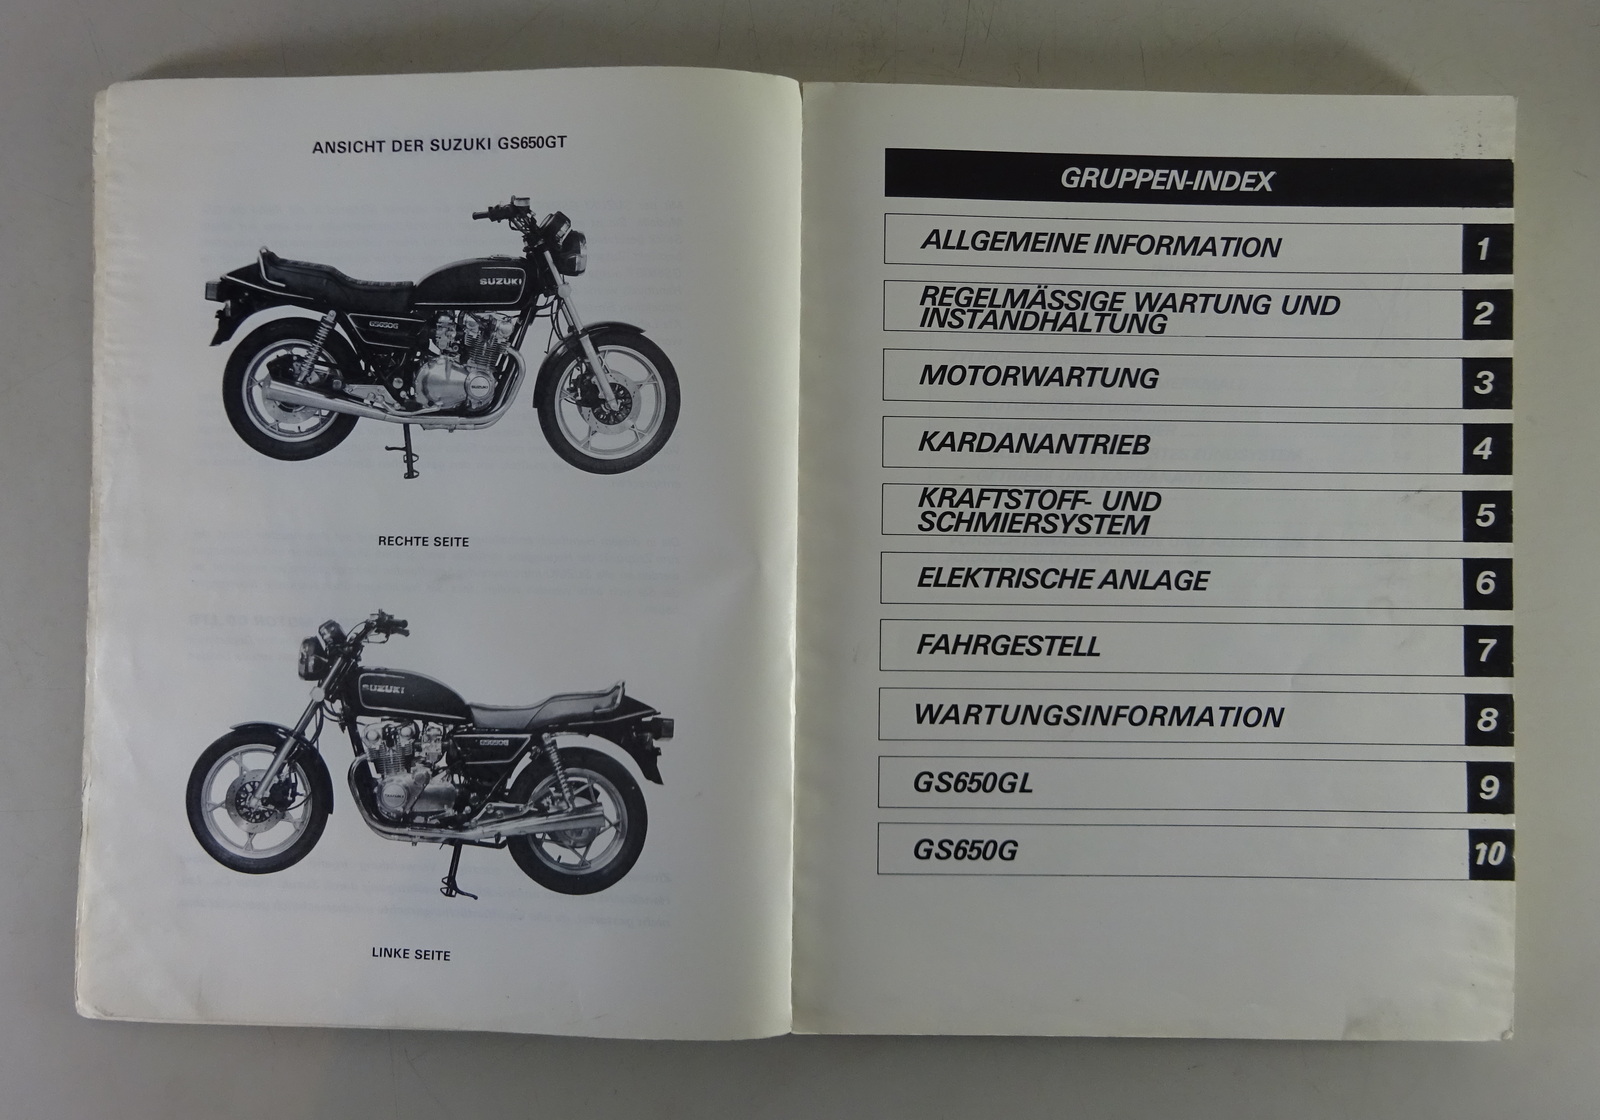 ANSICHT DER SUZUKI GS650GT
SUZUKI
RECHTE SEITE
SUZUKI
LINKE SEITE
GRUPPEN-INDEX
ALLGEMEINE INFORMATION 1
REGELMÄSSIGE WARTUNG UND
INSTANDHALTUNG 2
MOTORWARTUNG 3
KARDANANTRIEB 4
KRAFTSTOFF- UND
SCHMIERSYSTEM 5
ELEKTRISCHE ANLAGE 6
FAHRGESTELL 7
WARTUNGSINFORMATION 8
GS650GL 9
GS650G 10